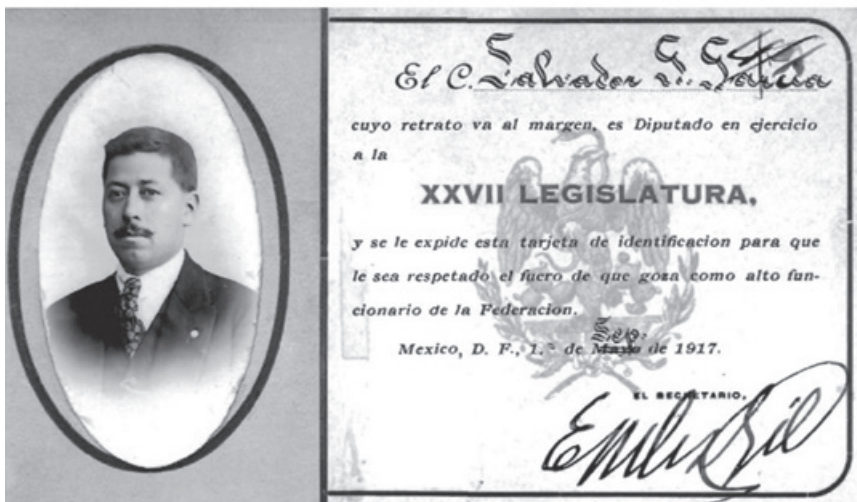 El C. Salvador G. García
cuyo retrato va al margen, es Diputado en ejercicio
a la
XXVII LEGISLATURA,
y se le expide esta tarjeta de identificacion para que
le sea respetado el fuero de que goza como alto fun-
cionario de la Federacion.
Sep.
Mexico, D. F., 1.º de Mayo de 1917.
EL SECRETARIO,